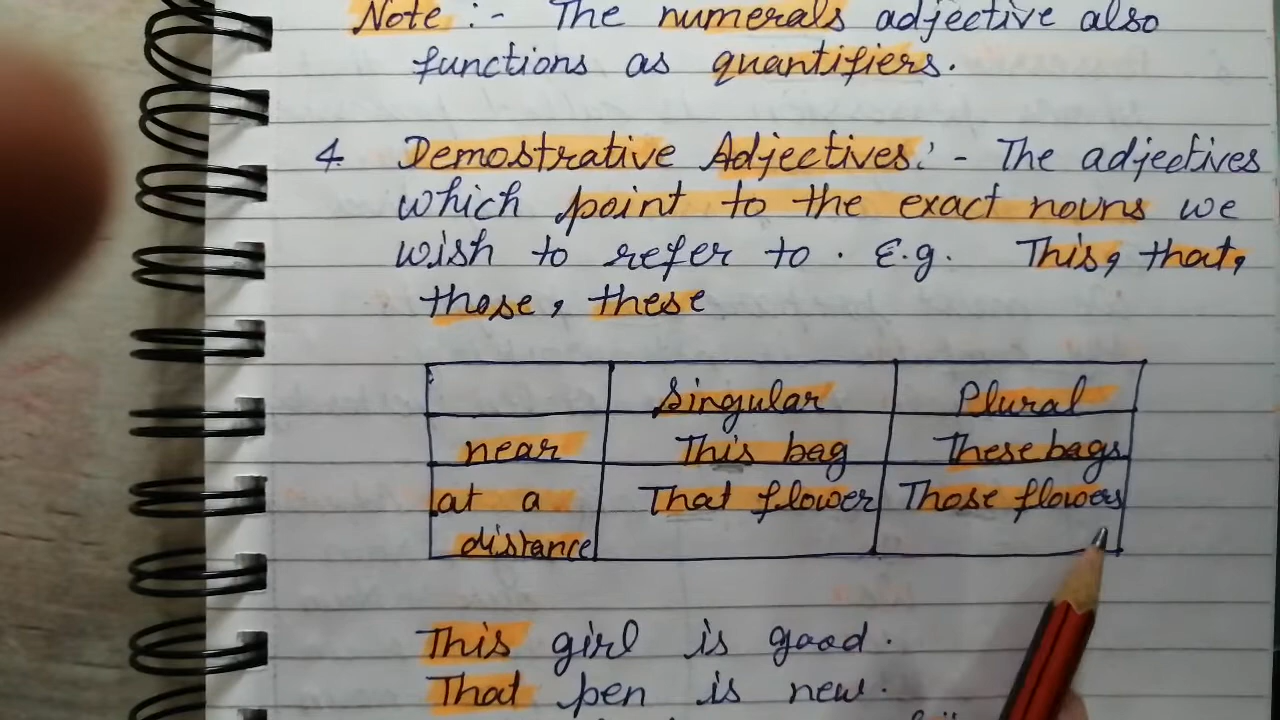 Note :- The numerals adjective also
functions as quantifiers.
4. Demostrative Adjectives:- The adjectives
which point to the exact nouns we
wish to refer to. E.g. This, that,
those, these
Singular Plural
near This bag These bags
at a That flower Those flowers
distance
This girl is good.
That pen is new.